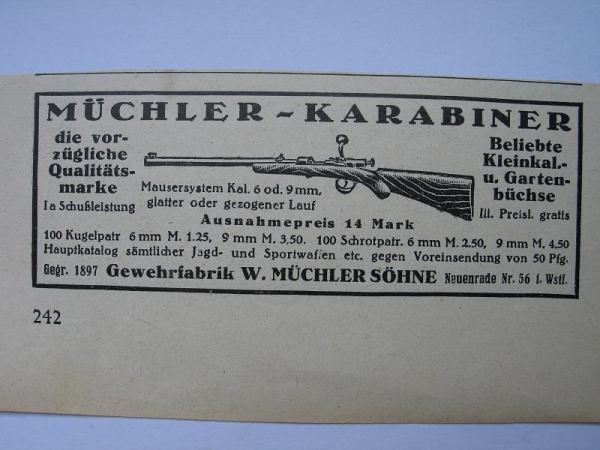 MÜCHLER - KARABINER
die vor-
zügliche
Qualitäts-
marke
Ia Schußleistung
Mausersystem Kal. 6 od. 9 mm,
glatter oder gezogener Lauf
Beliebte
Kleinkal.-
u. Garten-
büchse
Ill. Preisl. gratis
Ausnahmepreis 14 Mark
100 Kugelpatr 6 mm M. 1.25, 9 mm M. 3,50. 100 Schrotpatr. 6 mm M. 2,50, 9 mm M. 4.50
Hauptkatalog sämtlicher Jagd- und Sportwaffen etc. gegen Voreinsendung von 50 Pfg.
Gegr. 1897 Gewehrfabrik W. MÜCHLER SÖHNE Neuenrade Nr. 56 i. Wstf.
242